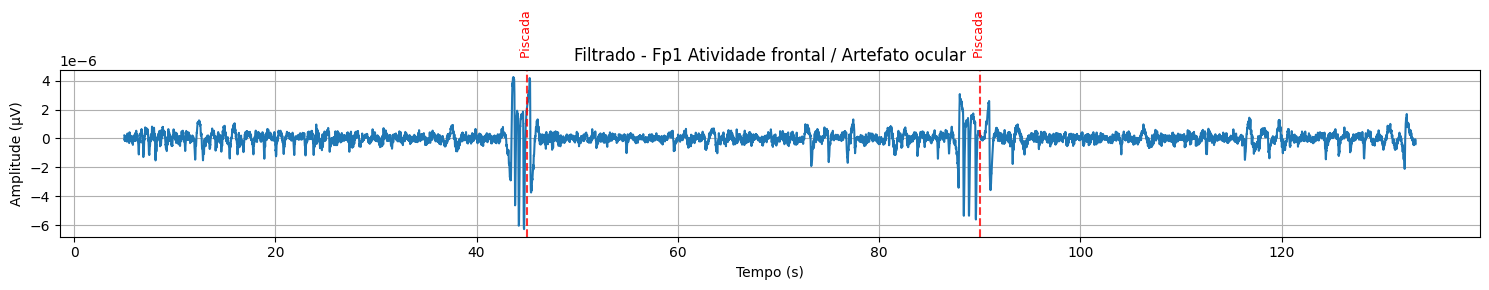 Piscada
Piscada
Filtrado - Fp1 Atividade frontal / Artefato ocular
1e−6
4
2
0
−2
−4
−6
Amplitude (µV)
0 20 40 60 80 100 120
Tempo (s)